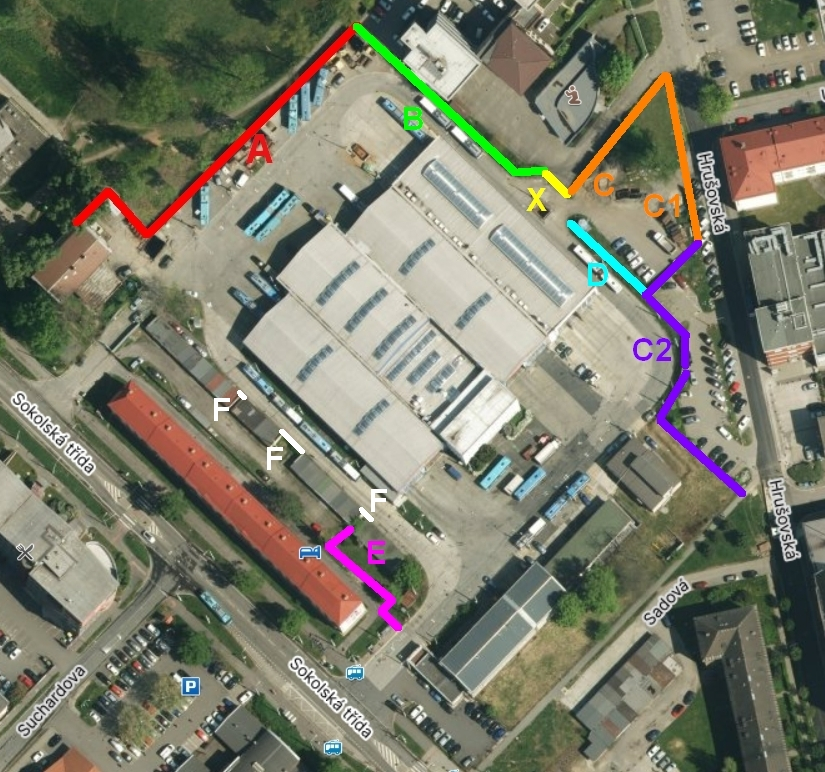 A
B
X
C
C1
Hrušovská
D
C2
F
F
F
E
Sokolská třída
Hrušovská
Sadová
Suchardova
P
Sokolská třída